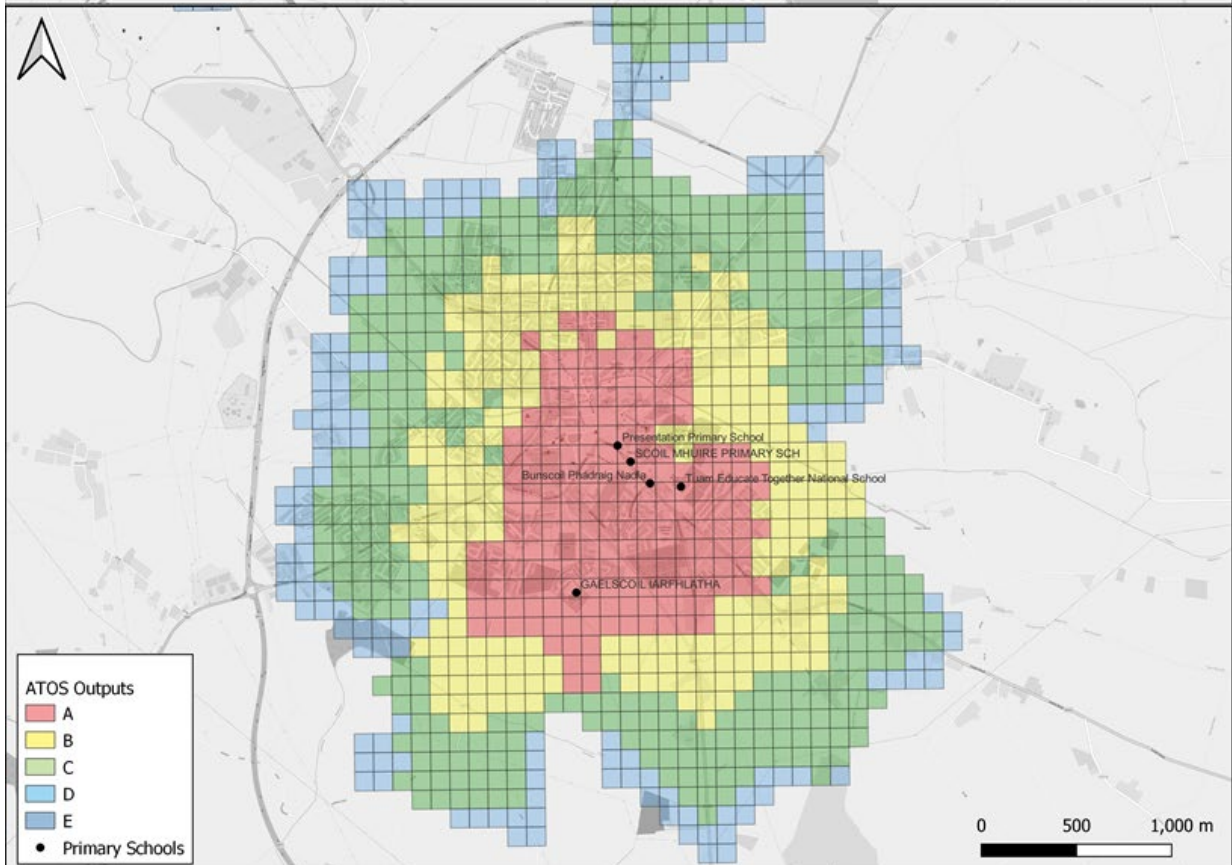 Presentation Primary School
SCOIL MHUIRE PRIMARY SCH
Bunscoil Phádraig Nadfa
Tuam Educate Together National School
GAELSCOIL IARFHLATHA
ATOS Outputs
A
B
C
D
E
Primary Schools
0 500 1,000 m